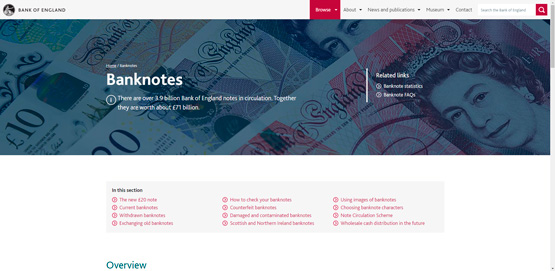 BANK OF ENGLAND
Browse About News and publications Museum Contact Search the Bank of England
Home / Banknotes
Banknotes
There are over 3.9 billion Bank of England notes in circulation. Together
they are worth about £71 billion.
Related links
Banknote statistics
Banknote FAQs
In this section
The new £20 note
Current banknotes
Withdrawn banknotes
Exchanging old banknotes
How to check your banknotes
Counterfeit banknotes
Damaged and contaminated banknotes
Scottish and Northern Ireland banknotes
Using images of banknotes
Choosing banknote characters
Note Circulation Scheme
Wholesale cash distribution in the future
Overview